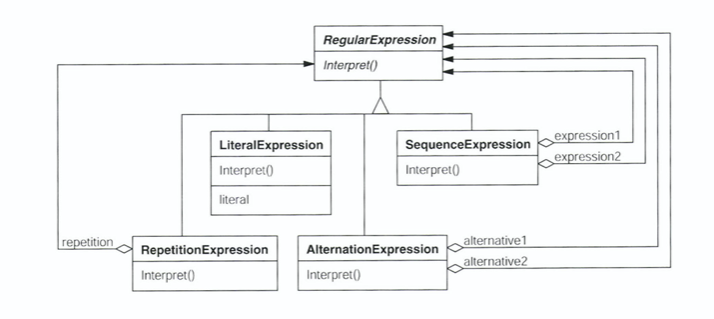 RegularExpression
Interpret()
LiteralExpression
Interpret()
literal
SequenceExpression
Interpret()
expression1
expression2
repetition
RepetitionExpression
Interpret()
AlternationExpression
Interpret()
alternative1
alternative2